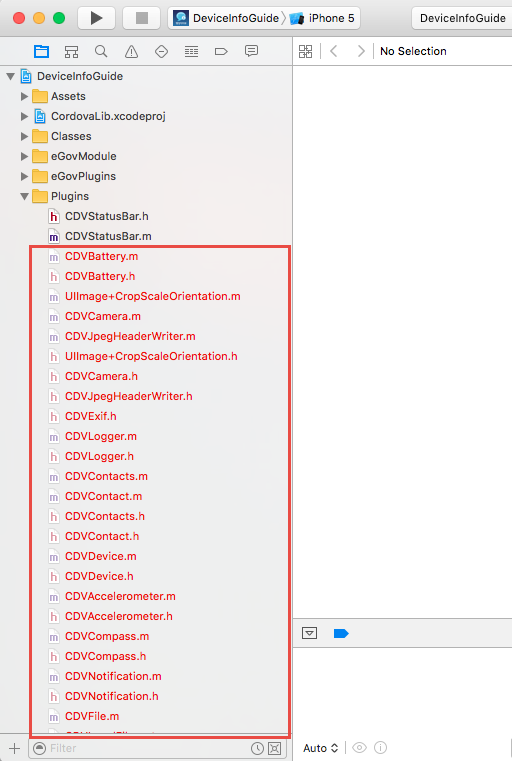 DeviceInfoGuide
iPhone 5
DeviceInfoGuide
No Selection
DeviceInfoGuide
Assets
CordovaLib.xcodeproj
Classes
eGovModule
eGovPlugins
Plugins
h CDVStatusBar.h
m CDVStatusBar.m
m CDVBattery.m
h CDVBattery.h
m UIImage+CropScaleOrientation.m
m CDVCamera.m
m CDVJpegHeaderWriter.m
h UIImage+CropScaleOrientation.h
h CDVCamera.h
h CDVJpegHeaderWriter.h
h CDVExif.h
m CDVLogger.m
h CDVLogger.h
m CDVContacts.m
m CDVContact.m
h CDVContacts.h
h CDVContact.h
m CDVDevice.m
h CDVDevice.h
m CDVAccelerometer.m
h CDVAccelerometer.h
m CDVCompass.m
h CDVCompass.h
m CDVNotification.m
h CDVNotification.h
m CDVFile.m
Filter
Auto